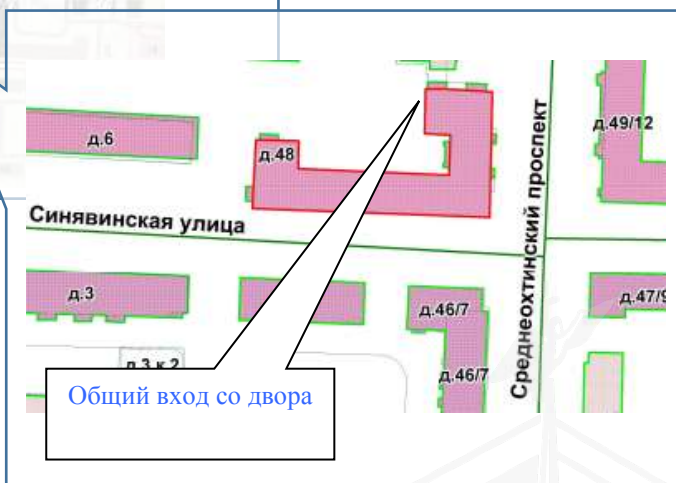 д.6
д.48
д.49/12
Среднеохтинский проспект
Синявинская улица
д.3
д.46/7
д.47/9
д.3 к.2
д.46/7
Общий вход со двора